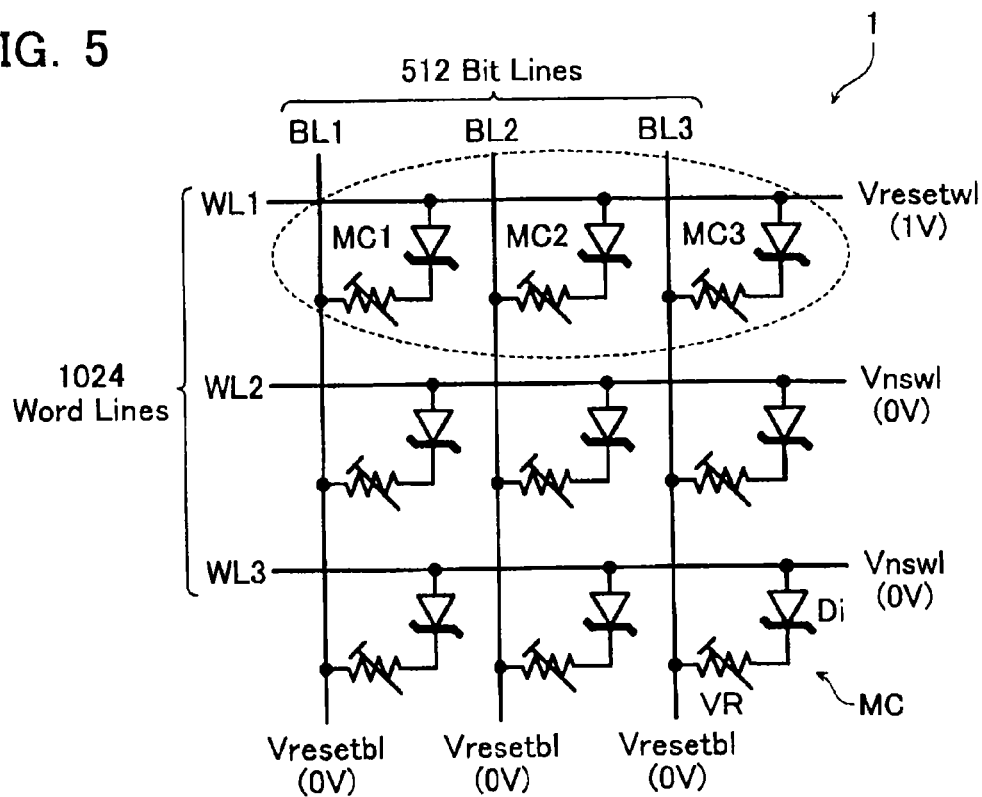 IG. 5
1
512 Bit Lines
BL1 BL2 BL3
WL1 MC1 MC2 MC3 Vresetwl
(1V)
1024
Word Lines
WL2 Vnswl
(0V)
WL3 Vnswl
(0V)
Di
VR MC
Vresetbl Vresetbl Vresetbl
(0V) (0V) (0V)